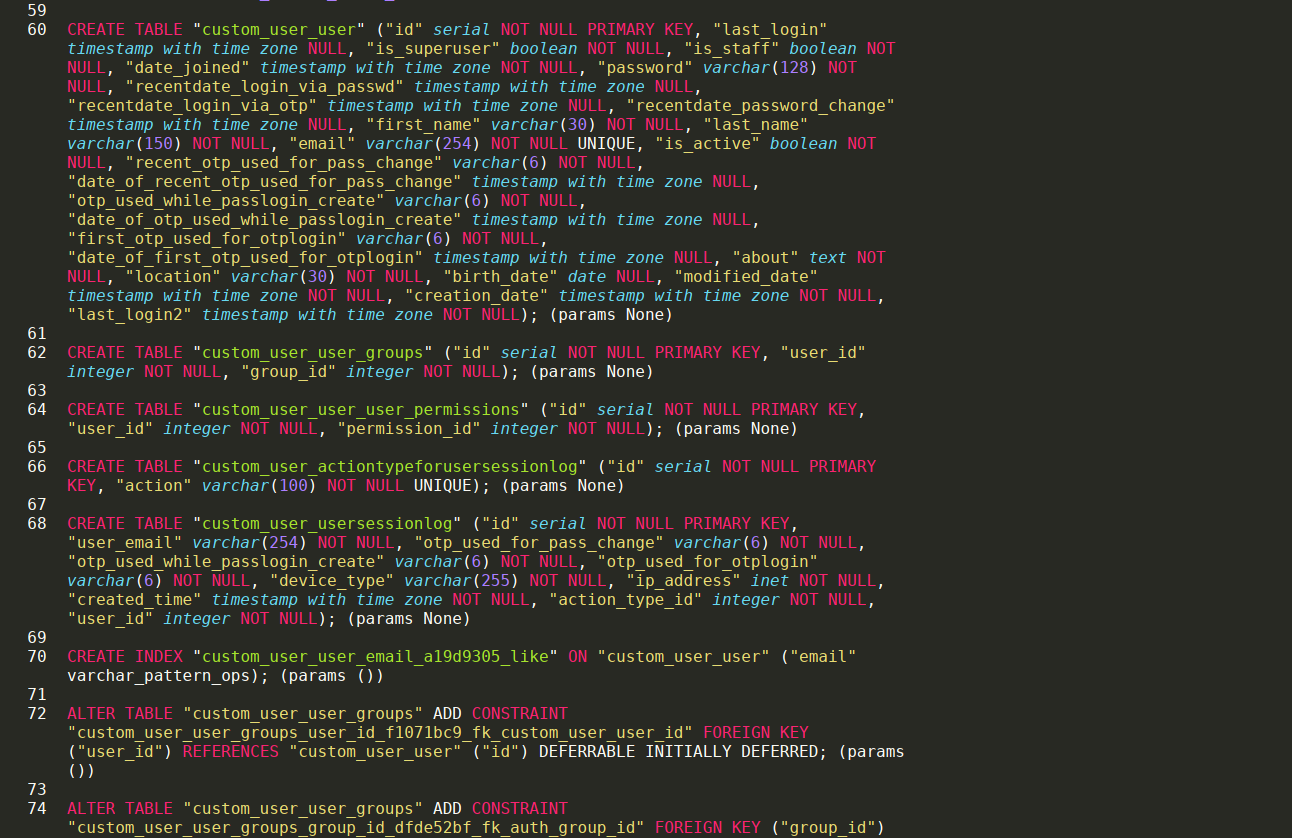 59
60 CREATE TABLE "custom_user_user" ("id" serial NOT NULL PRIMARY KEY, "last_login"
timestamp with time zone NULL, "is_superuser" boolean NOT NULL, "is_staff" boolean NOT
NULL, "date_joined" timestamp with time zone NOT NULL, "password" varchar(128) NOT
NULL, "recentdate_login_via_passwd" timestamp with time zone NULL,
"recentdate_login_via_otp" timestamp with time zone NULL, "recentdate_password_change"
timestamp with time zone NULL, "first_name" varchar(30) NOT NULL, "last_name"
varchar(150) NOT NULL, "email" varchar(254) NOT NULL UNIQUE, "is_active" boolean NOT
NULL, "recent_otp_used_for_pass_change" varchar(6) NOT NULL,
"date_of_recent_otp_used_for_pass_change" timestamp with time zone NULL,
"otp_used_while_passlogin_create" varchar(6) NOT NULL,
"date_of_otp_used_while_passlogin_create" timestamp with time zone NULL,
"first_otp_used_for_otplogin" varchar(6) NOT NULL,
"date_of_first_otp_used_for_otplogin" timestamp with time zone NULL, "about" text NOT
NULL, "location" varchar(30) NOT NULL, "birth_date" date NULL, "modified_date"
timestamp with time zone NOT NULL, "creation_date" timestamp with time zone NOT NULL,
"last_login2" timestamp with time zone NOT NULL); (params None)
61
62 CREATE TABLE "custom_user_user_groups" ("id" serial NOT NULL PRIMARY KEY, "user_id"
integer NOT NULL, "group_id" integer NOT NULL); (params None)
63
64 CREATE TABLE "custom_user_user_user_permissions" ("id" serial NOT NULL PRIMARY KEY,
"user_id" integer NOT NULL, "permission_id" integer NOT NULL); (params None)
65
66 CREATE TABLE "custom_user_actiontypeforusersessionlog" ("id" serial NOT NULL PRIMARY
KEY, "action" varchar(100) NOT NULL UNIQUE); (params None)
67
68 CREATE TABLE "custom_user_usersessionlog" ("id" serial NOT NULL PRIMARY KEY,
"user_email" varchar(254) NOT NULL, "otp_used_for_pass_change" varchar(6) NOT NULL,
"otp_used_while_passlogin_create" varchar(6) NOT NULL, "otp_used_for_otplogin"
varchar(6) NOT NULL, "device_type" varchar(255) NOT NULL, "ip_address" inet NOT NULL,
"created_time" timestamp with time zone NOT NULL, "action_type_id" integer NOT NULL,
"user_id" integer NOT NULL); (params None)
69
70 CREATE INDEX "custom_user_user_email_a19d9305_like" ON "custom_user_user" ("email"
varchar_pattern_ops); (params ())
71
72 ALTER TABLE "custom_user_user_groups" ADD CONSTRAINT
"custom_user_user_groups_user_id_f1071bc9_fk_custom_user_user_id" FOREIGN KEY
("user_id") REFERENCES "custom_user_user" ("id") DEFERRABLE INITIALLY DEFERRED; (params
())
73
74 ALTER TABLE "custom_user_user_groups" ADD CONSTRAINT
"custom_user_user_groups_group_id_dfde52bf_fk_auth_group_id" FOREIGN KEY ("group_id")